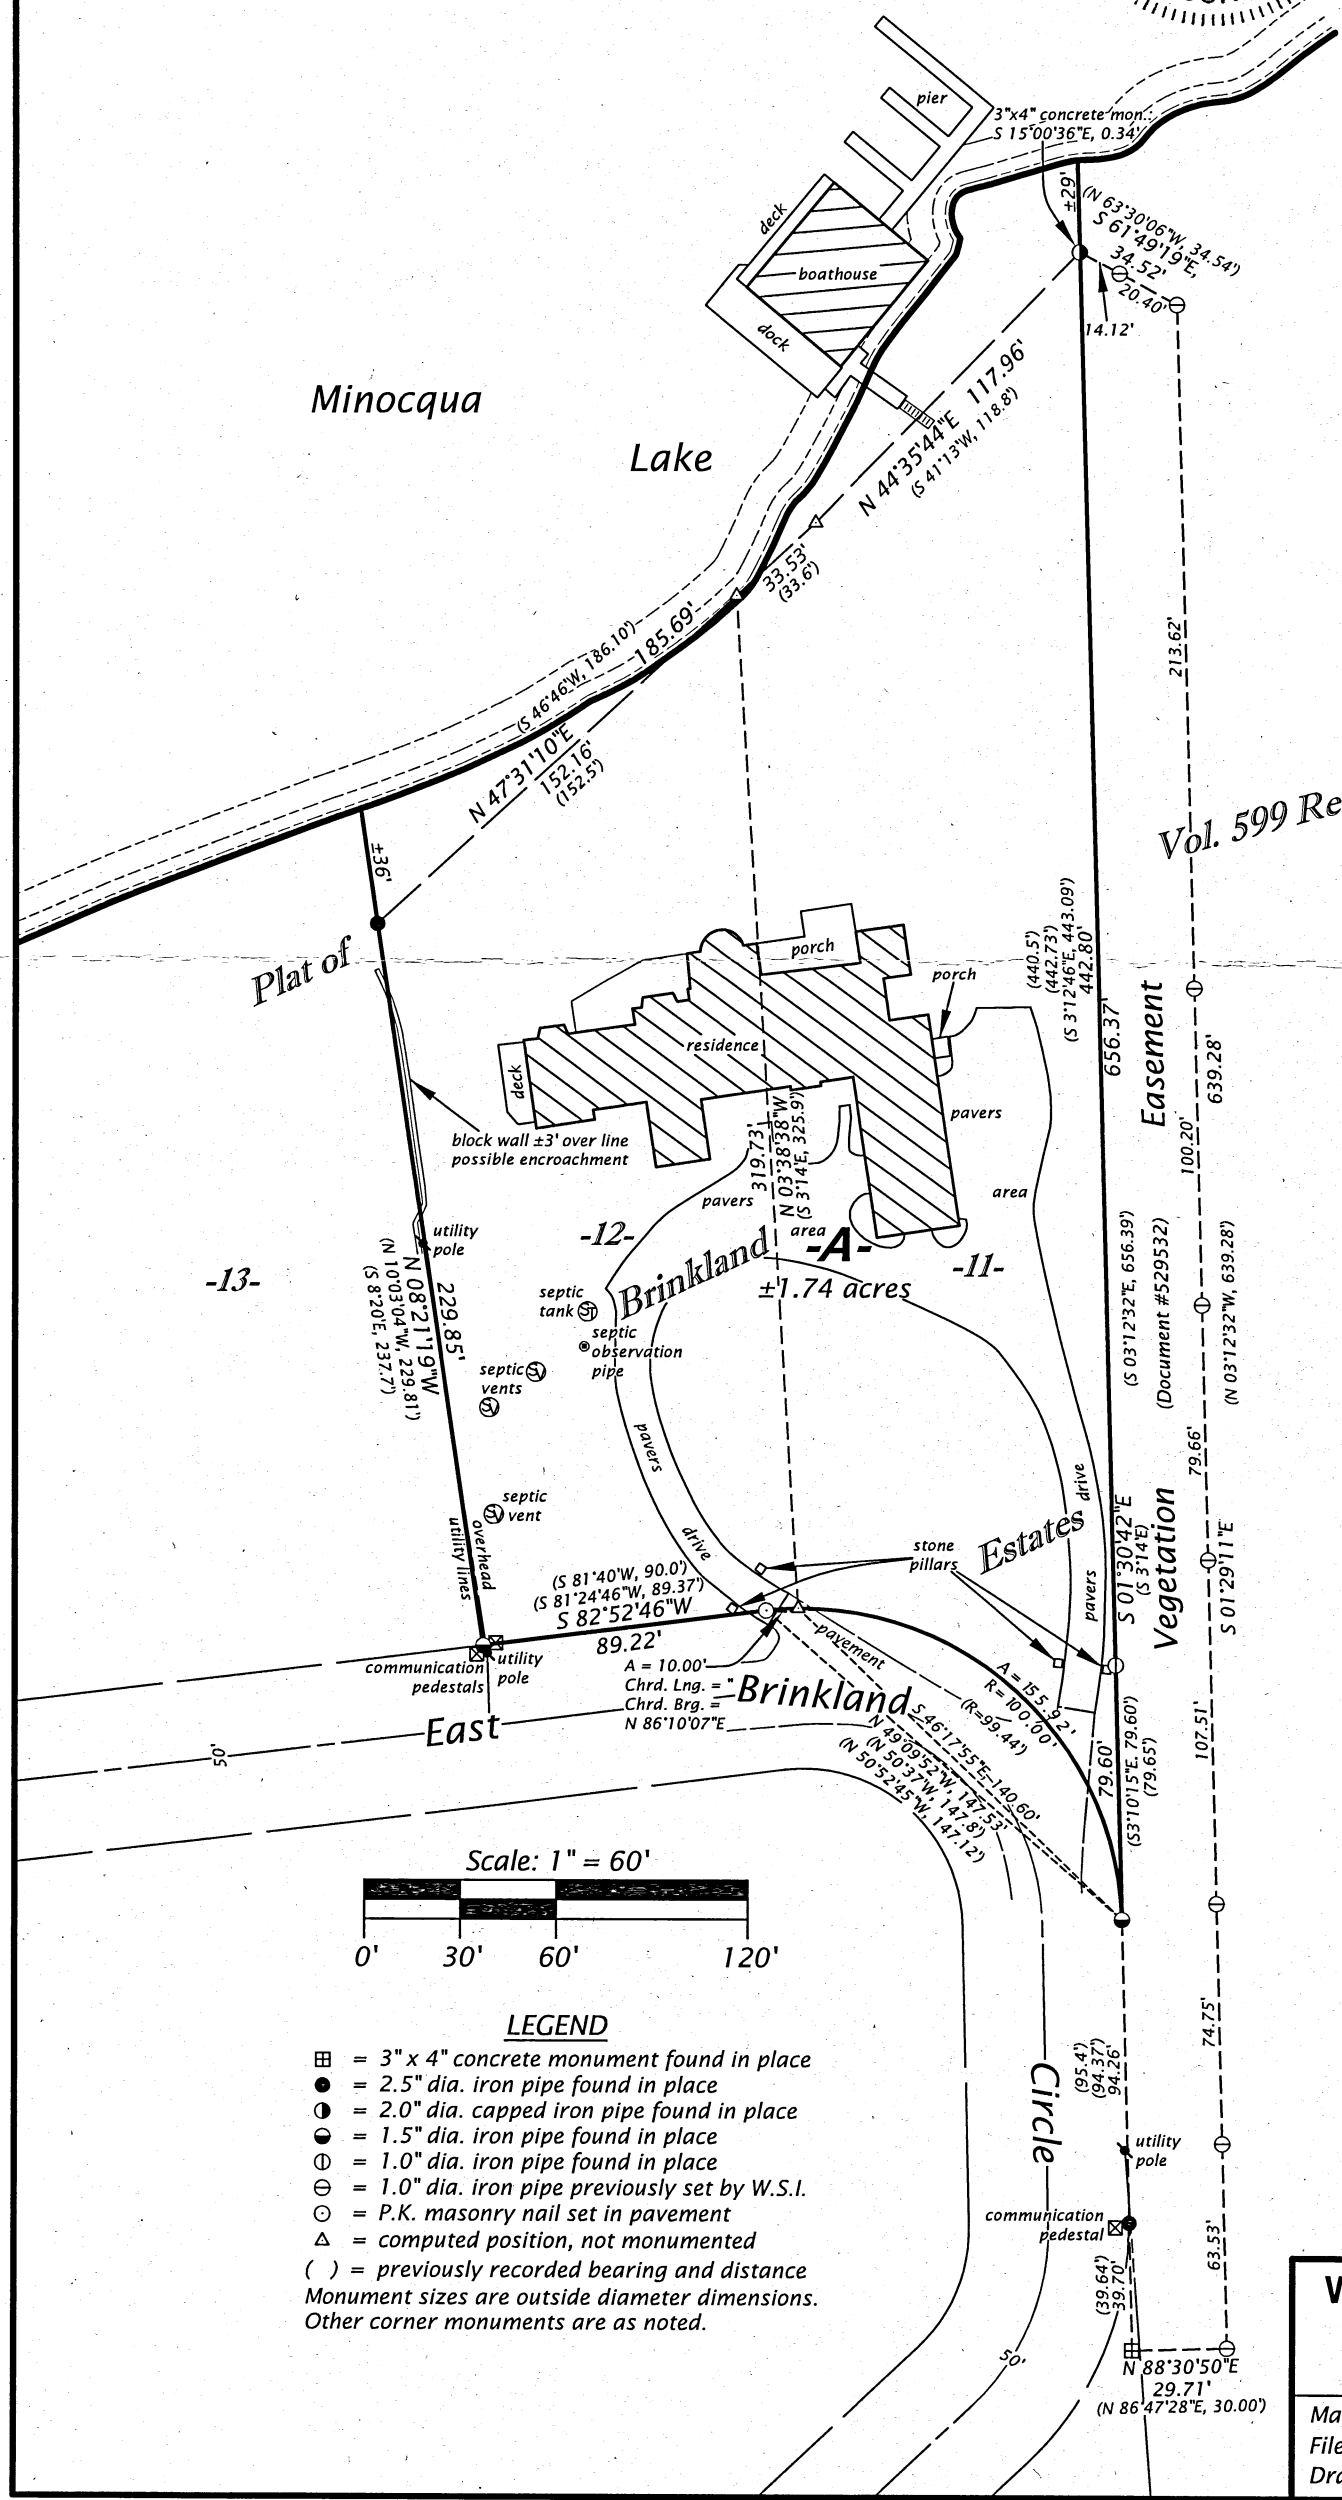 pier
3"x4" concrete mon.:
S 15°00'36"E, 0.34'
±29'
(N 63°30'06"W, 34.54')
S 61°49'19"E,
34.52'
20.40'
14.12'
deck
boathouse
dock
Minocqua
Lake
N 44°35'44"E 117.96'
(S 41°13'W, 118.8')
33.53'
(33.6')
213.62'
(S 46°46'W, 186.10')
185.69'
N 47°31'10"E
152.16'
(152.5')
Vol. 599 Re
±36'
Plat of
porch
porch
residence
deck
pavers
area
block wall ±3' over line
possible encroachment
(440.5')
(442.73')
(S 3°12'46"E, 443.09')
442.80'
656.37'
Easement
639.28'
100.20'
319.73'
N 03°38'38"W
(S 3°14'E, 325.9')
pavers
area
-12-
Brinkland
-A-
±1.74 acres
-11-
-13-
utility
pole
N 08°21'19"W
229.85'
(N 10°03'04"W, 229.81')
(S 8°20'E, 237.7')
septic
tank
ST
septic
observation
pipe
septic
vents
SV
SV
septic
vent
SV
pavers
drive
overhead
utility lines
(S 03°12'32"E, 656.39')
(Document #529532)
(N 03°12'32"W, 639.28')
79.66'
drive
pavers
stone
pillars
Estates
S 01°30'42"E
(S 3°14'E)
Vegetation
S 01°29'11"E
(S 81°40'W, 90.0')
(S 81°24'46"W, 89.37')
S 82°52'46"W
89.22'
communication
pedestals
utility
pole
A = 10.00'
Chrd. Lng. = "
Chrd. Brg. =
N 86°10'07"E
pavement
East
Brinkland
50'
A = 155.92'
R = 100.00'
(R=99.44')
S 46°17'55"E, 140.60'
N 49°09'52"W, 147.53'
(N 50°37'W, 147.8')
(N 50°52'45"W, 147.12')
79.60'
(S3°10'15"E, 79.60')
(79.65')
107.51'
Scale: 1" = 60'
0' 30' 60' 120'
LEGEND
= 3" x 4" concrete monument found in place
= 2.5" dia. iron pipe found in place
= 2.0" dia. capped iron pipe found in place
= 1.5" dia. iron pipe found in place
= 1.0" dia. iron pipe found in place
= 1.0" dia. iron pipe previously set by W.S.I.
= P.K. masonry nail set in pavement
= computed position, not monumented
( ) = previously recorded bearing and distance
Monument sizes are outside diameter dimensions.
Other corner monuments are as noted.
74.75'
(95.4')
(94.37')
94.26'
Circle
utility
pole
communication
pedestal
(39.64')
39.70'
63.53'
50'
N 88°30'50"E
29.71'
(N 86°47'28"E, 30.00')
Ma
File
Dra